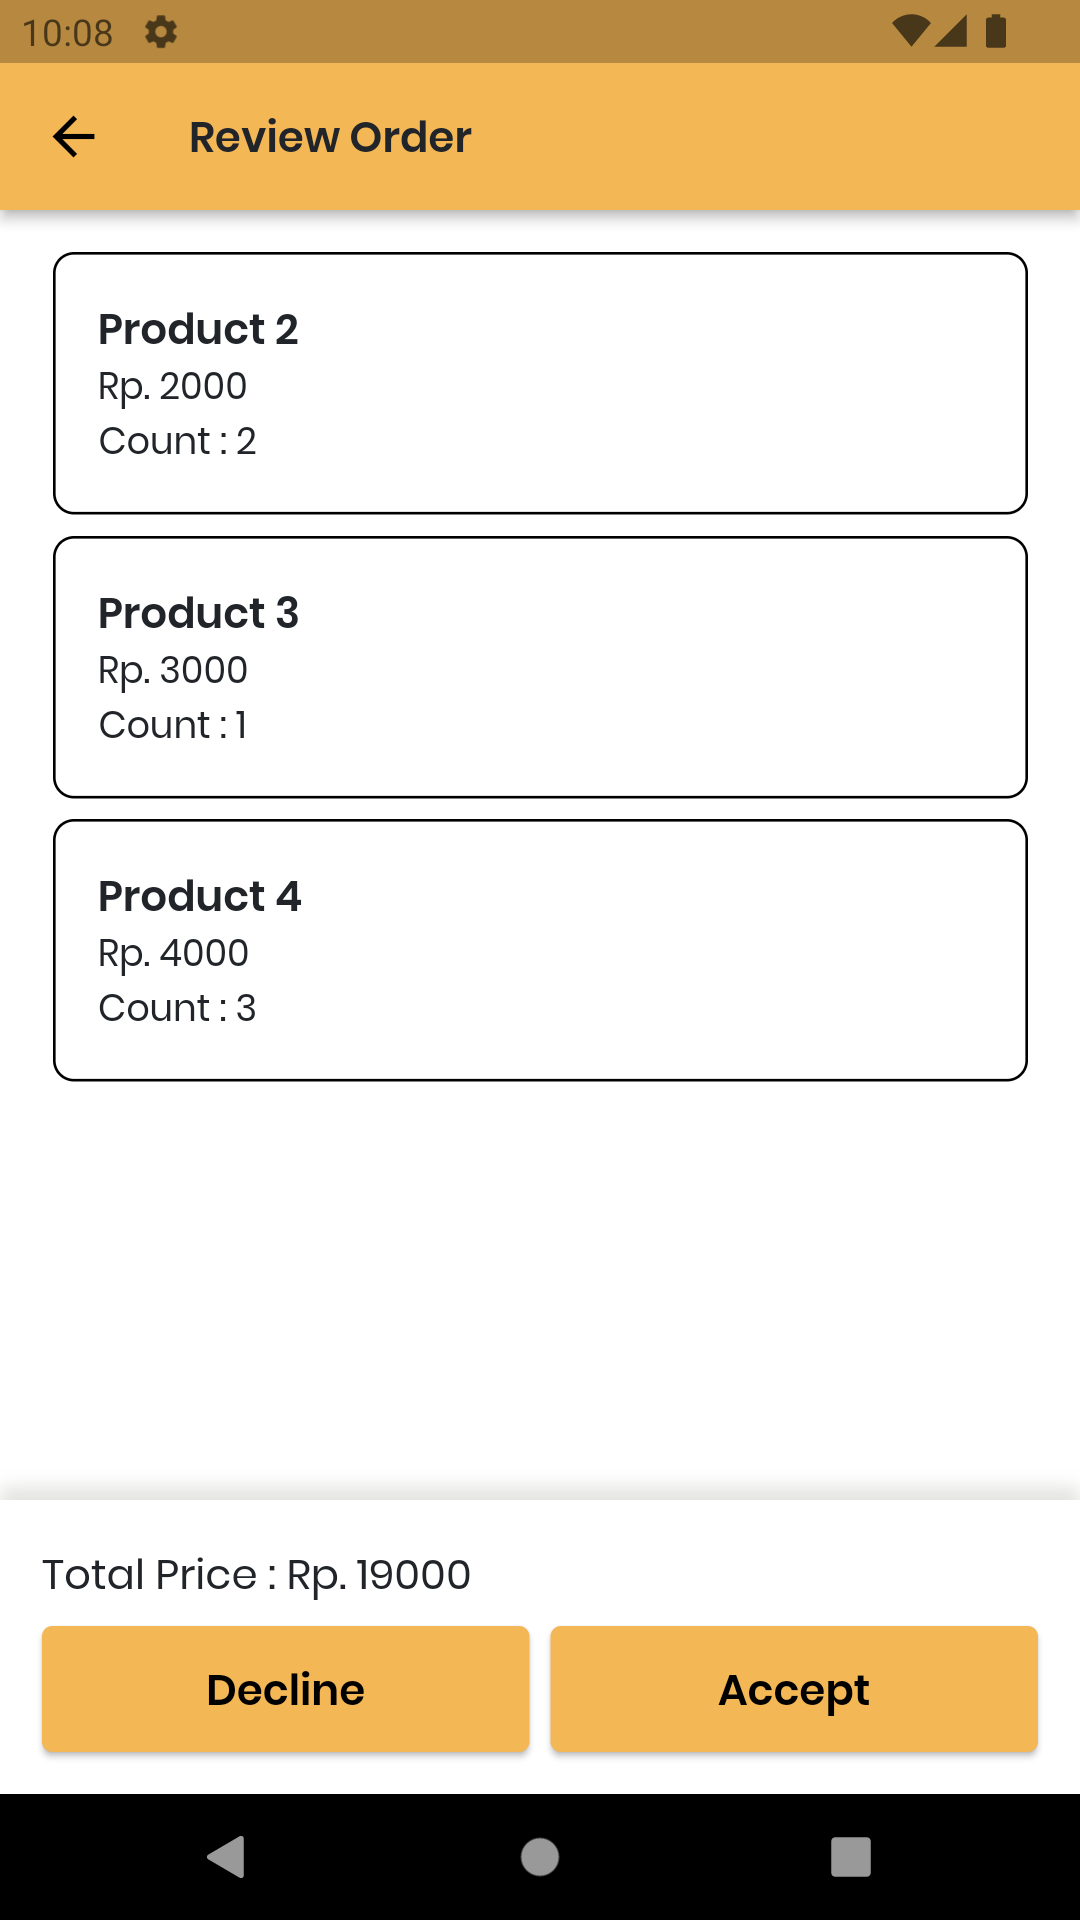 10:08
Review Order
Product 2
Rp. 2000
Count : 2
Product 3
Rp. 3000
Count : 1
Product 4
Rp. 4000
Count : 3
Total Price : Rp. 19000
Decline
Accept